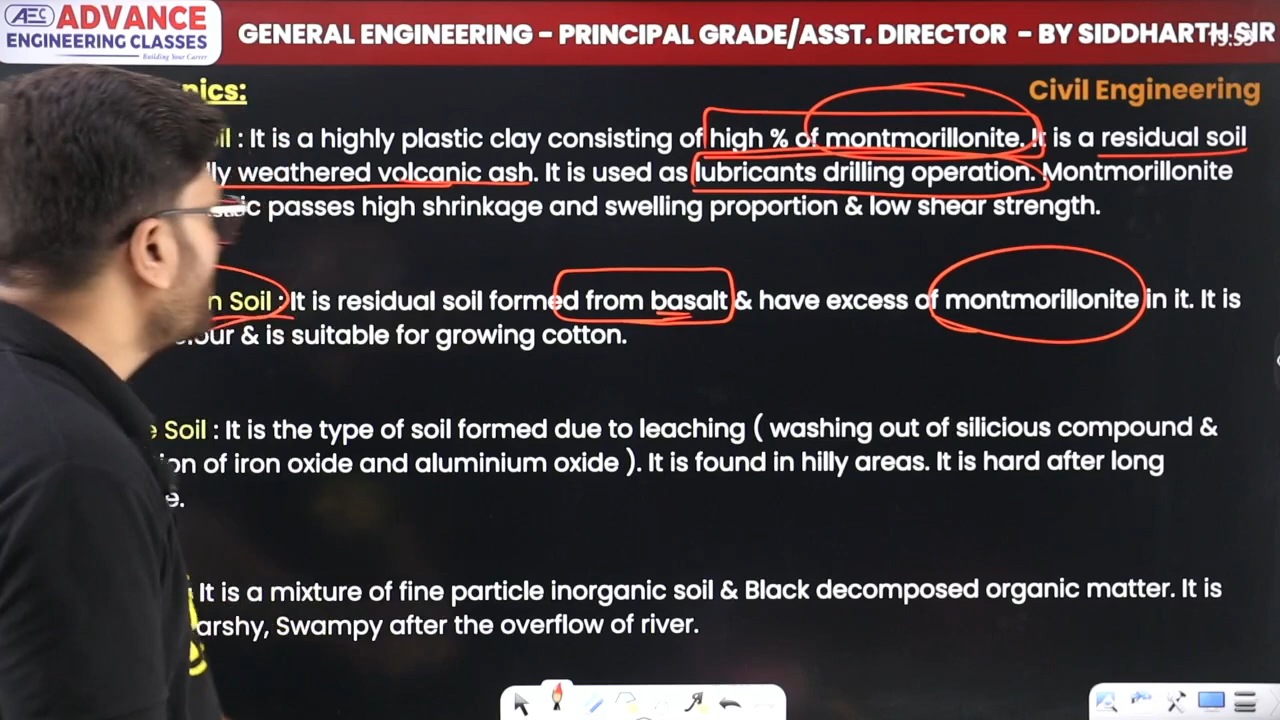 AEC ADVANCE
ENGINEERING CLASSES
Building Your Career
GENERAL ENGINEERING - PRINCIPAL GRADE/ASST. DIRECTOR - BY SIDDHARTH SIR
nics:
Civil Engineering
il : It is a highly plastic clay consisting of high % of montmorillonite. It is a residual soil
lly weathered volcanic ash. It is used as lubricants drilling operation. Montmorillonite
ic passes high shrinkage and swelling proportion & low shear strength.
n Soil : It is residual soil formed from basalt & have excess of montmorillonite in it. It is
our & is suitable for growing cotton.
e Soil : It is the type of soil formed due to leaching ( washing out of silicious compound &
ion of iron oxide and aluminium oxide ). It is found in hilly areas. It is hard after long
e.
It is a mixture of fine particle inorganic soil & Black decomposed organic matter. It is
arshy, Swampy after the overflow of river.